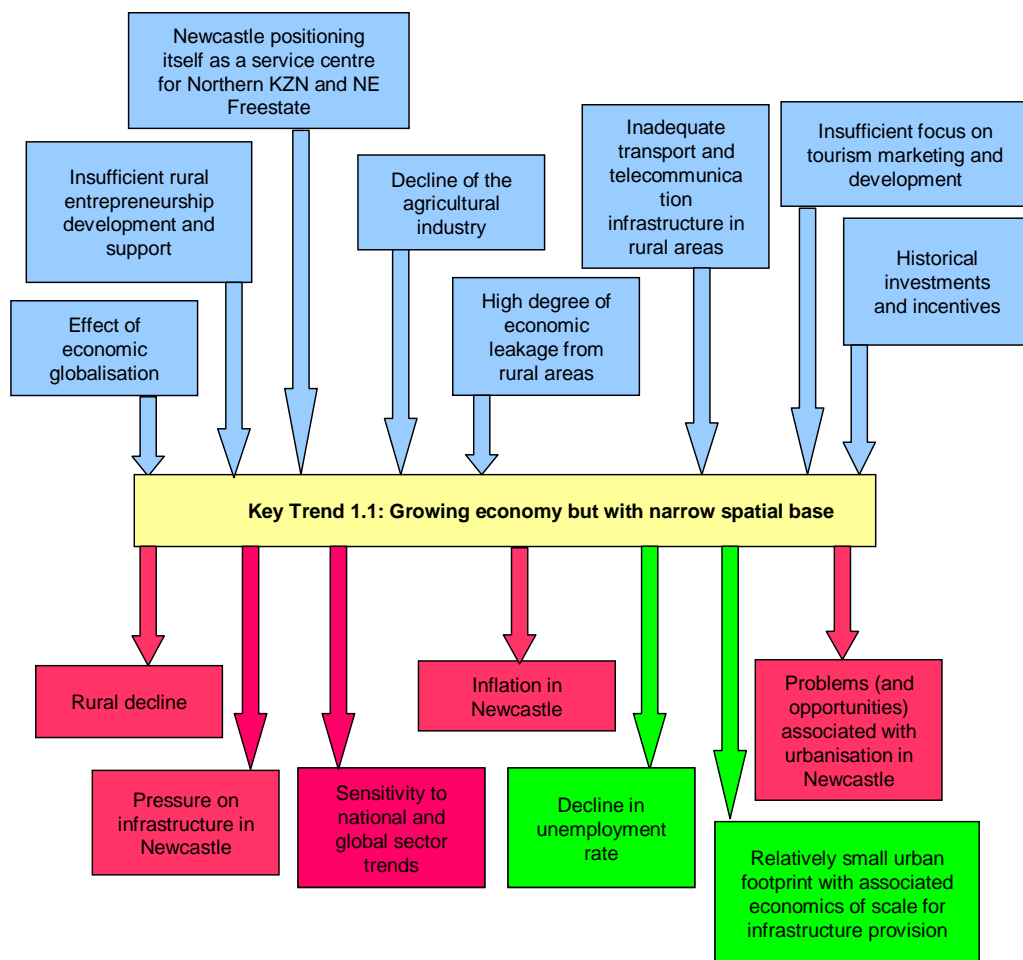 Newcastle positioning
itself as a service centre
for Northern KZN and NE
Freestate
Insufficient rural
entrepreneurship
development and
support
Effect of
economic
globalisation
Decline of the
agricultural
industry
High degree of
economic
leakage from
rural areas
Inadequate
transport and
telecommunica
tion
infrastructure in
rural areas
Insufficient focus on
tourism marketing and
development
Historical
investments
and incentives
Key Trend 1.1: Growing economy but with narrow spatial base
Rural decline
Pressure on
infrastructure in
Newcastle
Sensitivity to
national and
global sector
trends
Inflation in
Newcastle
Decline in
unemployment
rate
Relatively small urban
footprint with associated
economics of scale for
infrastructure provision
Problems (and
opportunities)
associated with
urbanisation in
Newcastle